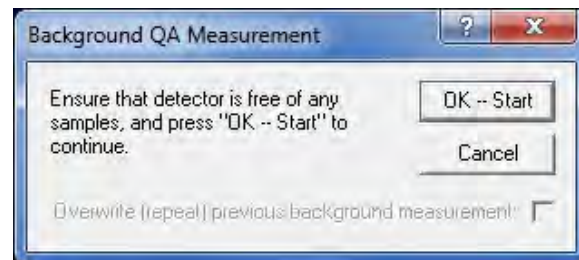 Background QA Measurement
Ensure that detector is free of any
samples, and press "OK -- Start" to
continue.
OK -- Start
Cancel
Overwrite (repeat) previous background measurement: